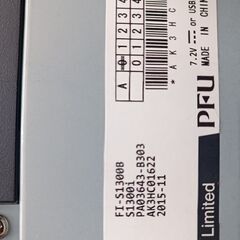 A 0 1 2 3 4
A 0 1 2 3 4
* A K 3 H C
FI-S1300B
S1300i
PA03643-B303
AK3HC01622
2015-11
7.2V or USB
MADE IN CHIN
PFU
Limited